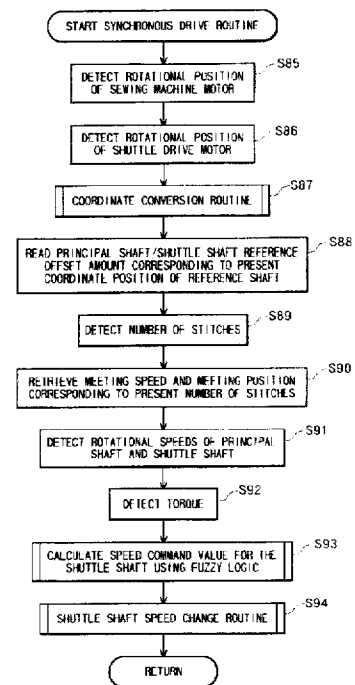 START SYNCHRONOUS DRIVE ROUTINE
S85
DETECT ROTATIONAL POSITION
OF SEWING MACHINE MOTOR
S86
DETECT ROTATIONAL POSITION
OF SHUTTLE DRIVE MOTOR
S87
COORDINATE CONVERSION ROUTINE
S88
READ PRINCIPAL SHAFT/SHUTTLE SHAFT REFERENCE
OFFSET AMOUNT CORRESPONDING TO PRESENT
COORDINATE POSITION OF REFERENCE SHAFT
S89
DETECT NUMBER OF STITCHES
S90
RETRIEVE MEETING SPEED AND MEETING POSITION
CORRESPONDING TO PRESENT NUMBER OF STITCHES
S91
DETECT ROTATIONAL SPEEDS OF PRINCIPAL
SHAFT AND SHUTTLE SHAFT
S92
DETECT TORQUE
S93
CALCULATE SPEED COMMAND VALUE FOR THE
SHUTTLE SHAFT USING FUZZY LOGIC
S94
SHUTTLE SHAFT SPEED CHANGE ROUTINE
RETURN